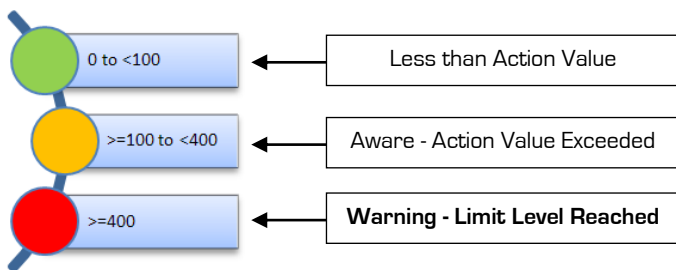 0 to <100
Less than Action Value
>=100 to <400
Aware - Action Value Exceeded
>=400
Warning - Limit Level Reached